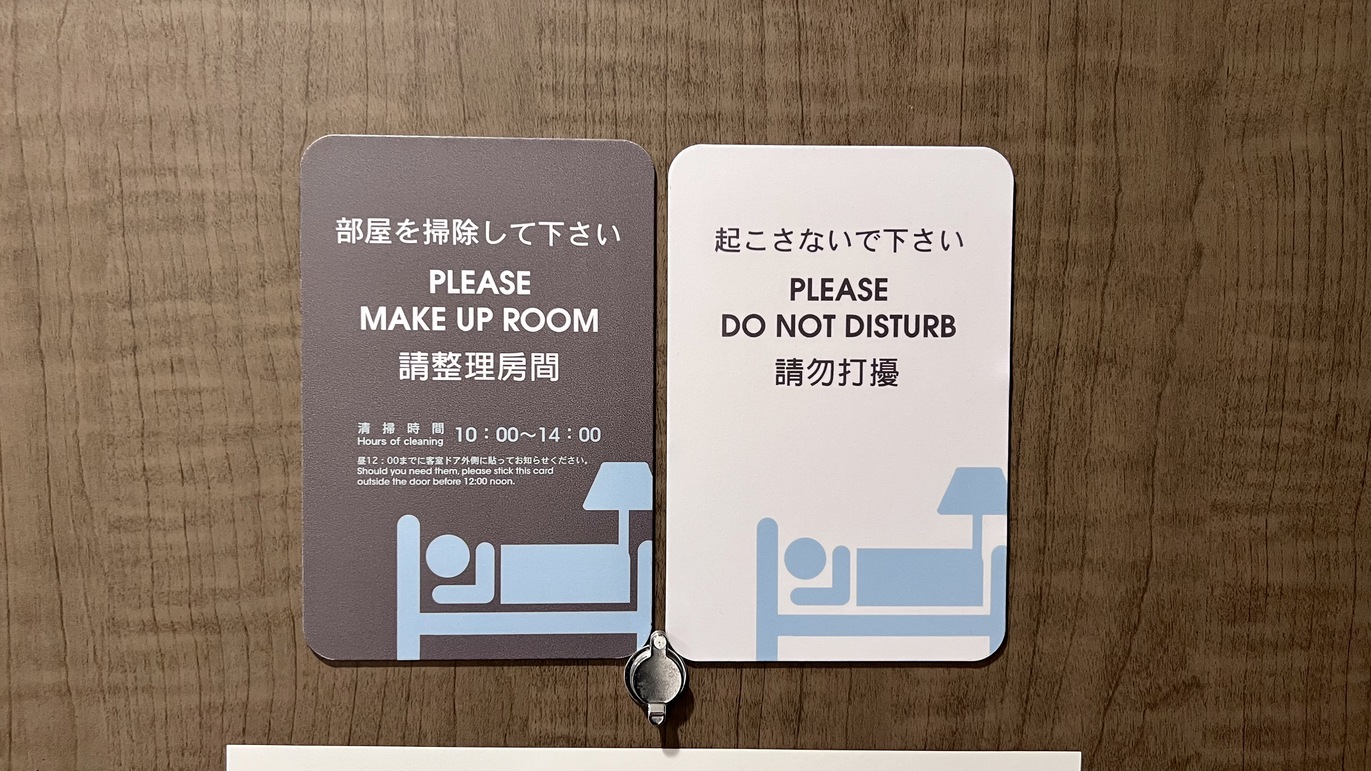 部屋を掃除して下さい
PLEASE
MAKE UP ROOM
請整理房間
清掃時間
Hours of cleaning
10：00～14：00
昼12：00までに客室ドア外側に貼ってお知らせください。
Should you need them, please stick this card
outside the door before 12:00 noon.
起こさないで下さい
PLEASE
DO NOT DISTURB
請勿打擾